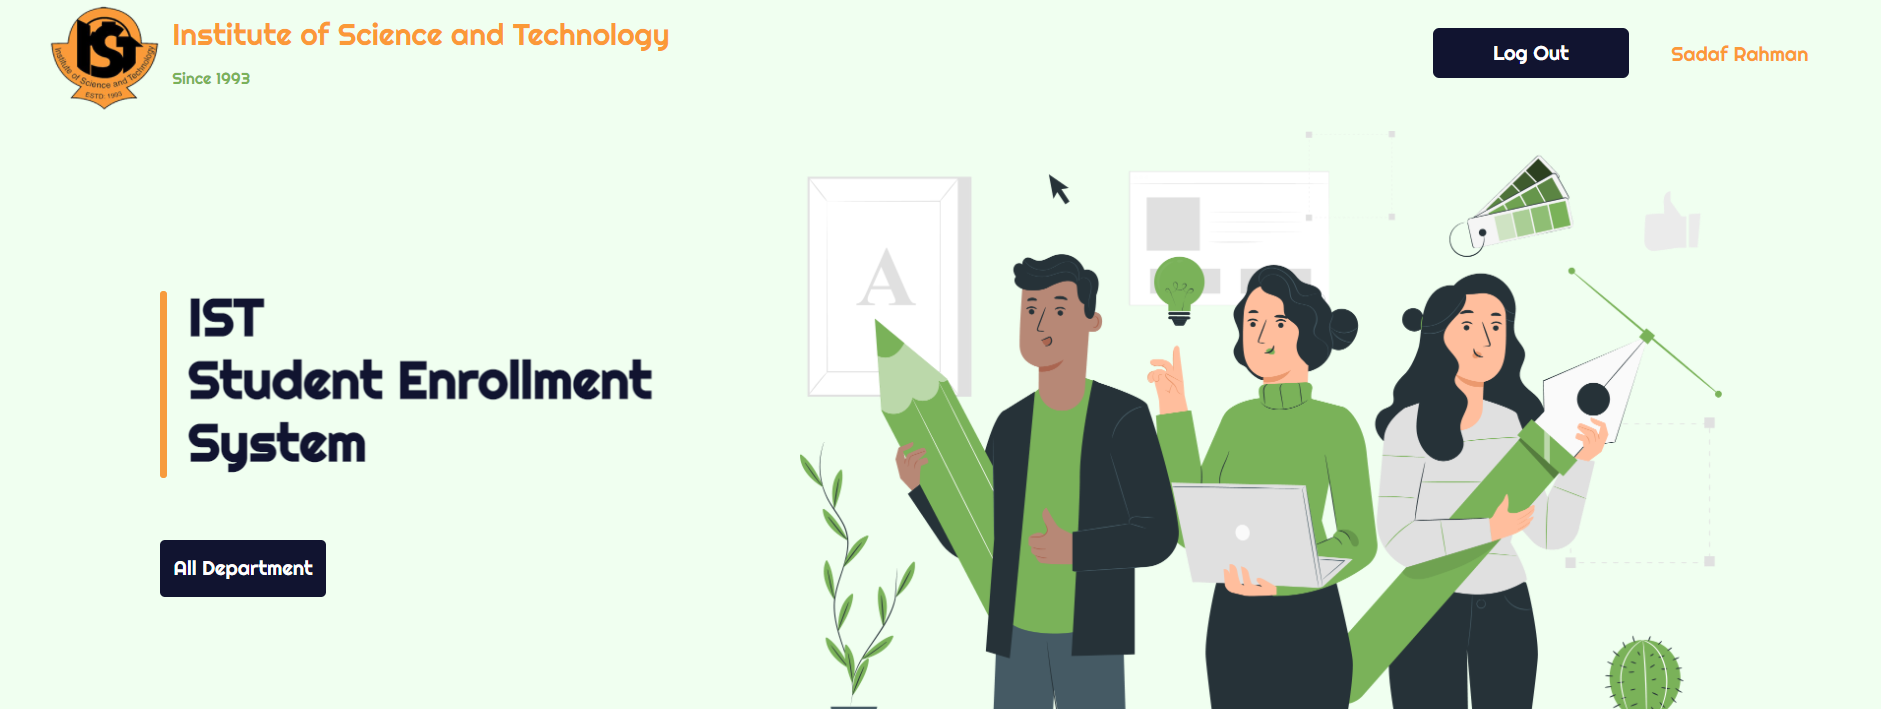 IST
Institute of Science and Technology
ESTD: 1993
Institute of Science and Technology
Since 1993
Log Out
Sadaf Rahman
A
IST
Student Enrollment
System
All Department